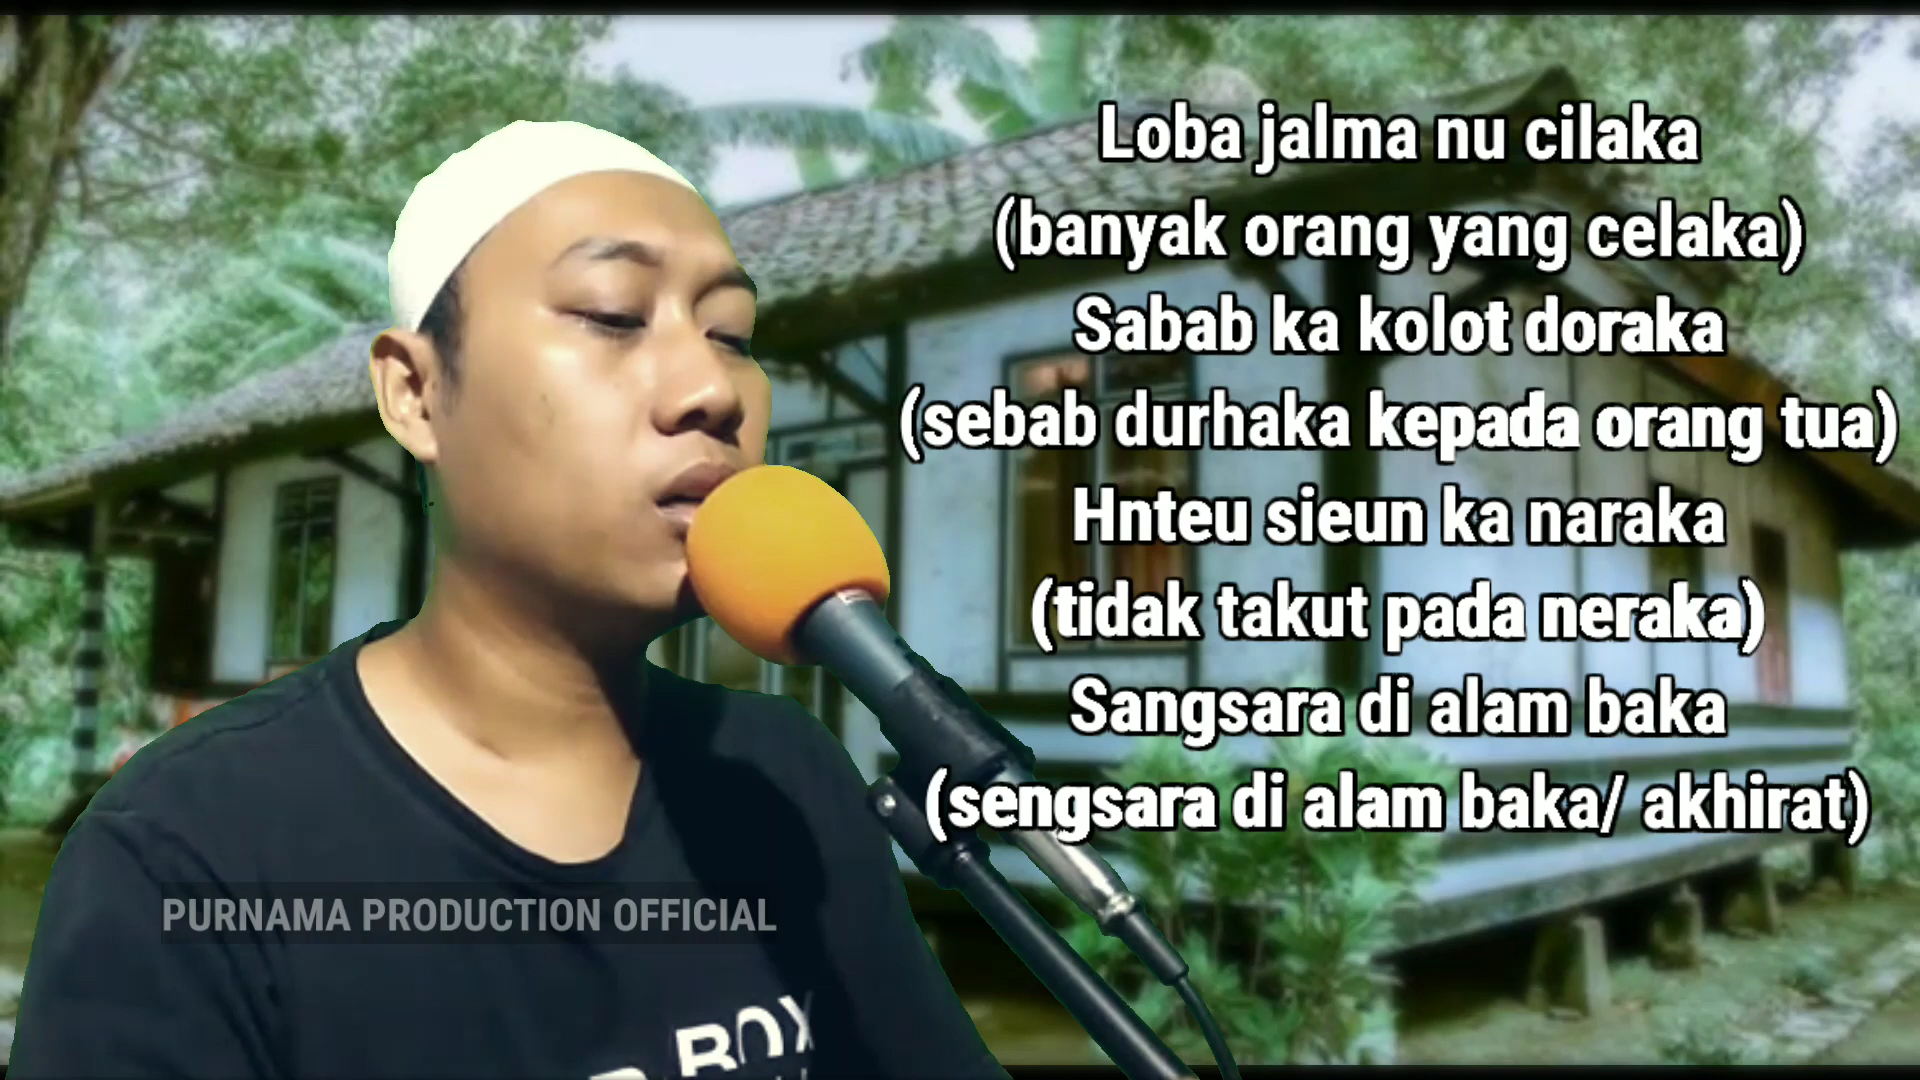 Loba jalma nu cilaka
(banyak orang yang celaka)
Sabab ka kolot doraka
(sebab durhaka kepada orang tua)
Hnteu sieun ka naraka
(tidak takut pada neraka)
Sangsara di alam baka
(sengsara di alam baka/ akhirat)
PURNAMA PRODUCTION OFFICIAL
BOX